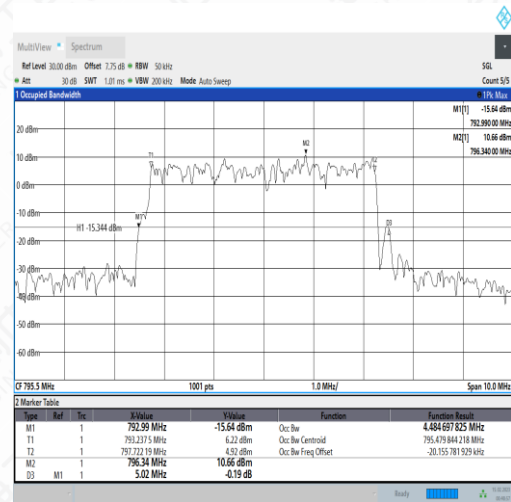 MultiView Spectrum
Ref Level 30.00 dBm Offset 7.75 dB RBW 50 kHz SGL
Att 30 dB SWT 1.01 ms VBW 200 kHz Mode Auto Sweep Count 5/5
1 Occupied Bandwidth 1Pk Max
M1[1] -15.64 dBm
792.990 00 MHz
M2[1] 10.66 dBm
796.340 00 MHz
20 dBm
M2
T1
10 dBm
T2
0 dBm
-10 dBm
M1
D3
H1 -15.344 dBm
-20 dBm
-30 dBm
-40 dBm
-50 dBm
-60 dBm
CF 795.5 MHz 1001 pts 1.0 MHz/ Span 10.0 MHz
2 Marker Table
Type Ref Trc X-Value Y-Value Function Function Result
M1 1 792.99 MHz -15.64 dBm Occ Bw 4.484 697 825 MHz
T1 1 793.237 5 MHz 6.22 dBm Occ Bw Centroid 795.479 844 218 MHz
T2 1 797.722 19 MHz 4.92 dBm Occ Bw Freq Offset -20.155 781 929 kHz
M2 1 796.34 MHz 10.66 dBm
D3 M1 1 5.02 MHz -0.19 dB
Ready